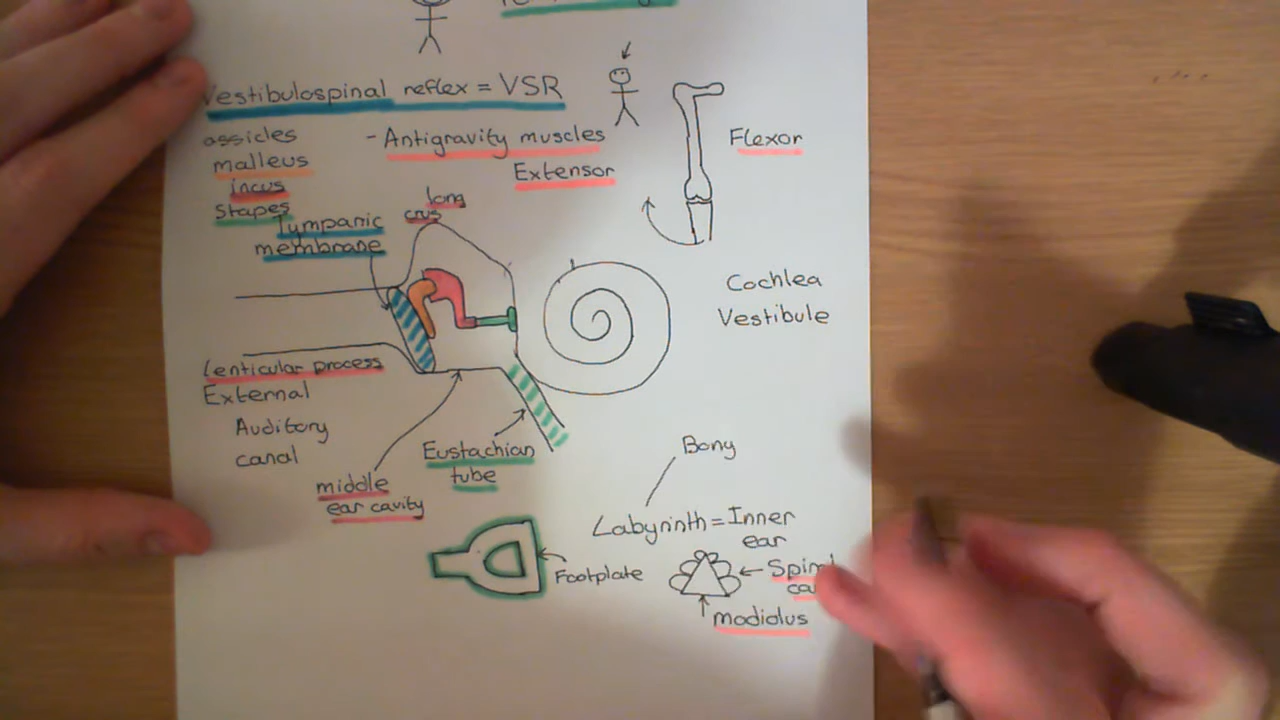 Vestibulospinal reflex = VSR
assicles
malleus
incus
stapes
- Antigravity muscles
Extensor
Flexor
long
crus
Tympanic
membrane
Cochlea
Vestibule
Lenticular process
External
Auditory
canal
Eustachian
tube
middle
ear cavity
Bony
Labyrinth = Inner
ear
Footplate
modiolus